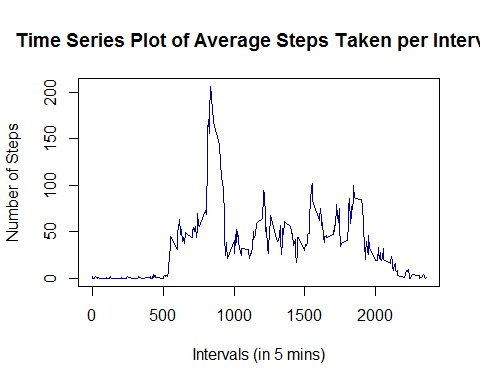 Time Series Plot of Average Steps Taken per Interv
200
150
100
50
0
Number of Steps
0 500 1000 1500 2000
Intervals (in 5 mins)